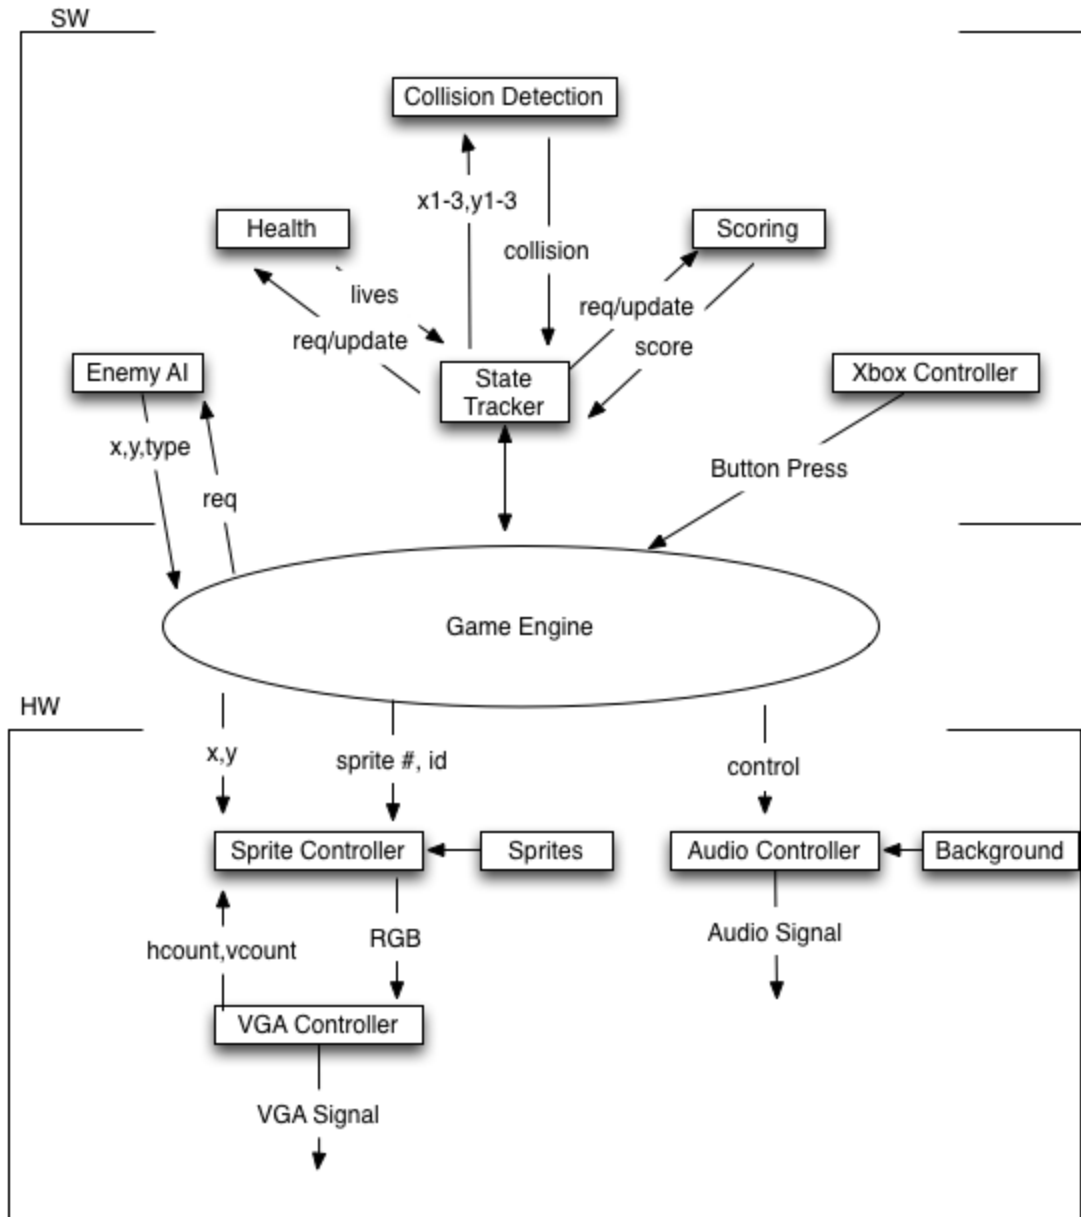 SW
Collision Detection
x1-3,y1-3
collision
Health
Scoring
lives
req/update
req/update
score
Enemy AI
State
Tracker
Xbox Controller
x,y,type
req
Button Press
Game Engine
HW
x,y
sprite #, id
control
Sprite Controller
Sprites
Audio Controller
Background
hcount,vcount
RGB
Audio Signal
VGA Controller
VGA Signal